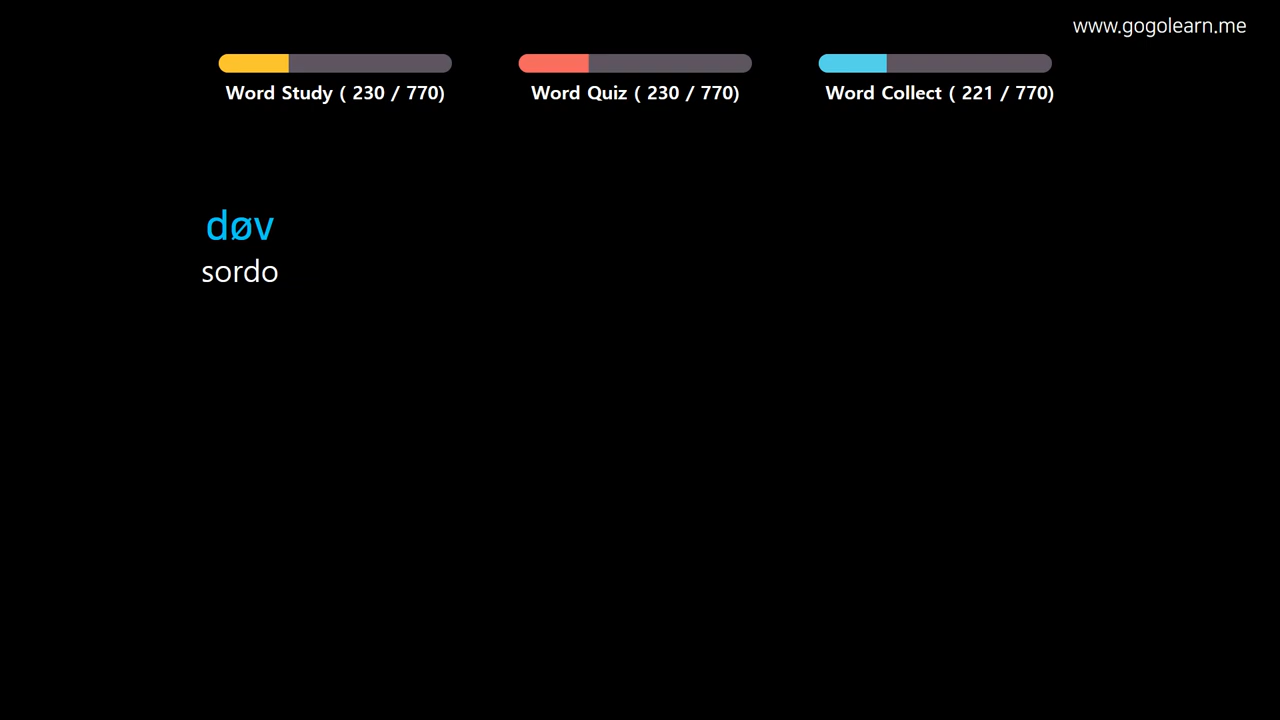 www.gogolearn.me
Word Study ( 230 / 770)
Word Quiz ( 230 / 770)
Word Collect ( 221 / 770)
døv
sordo